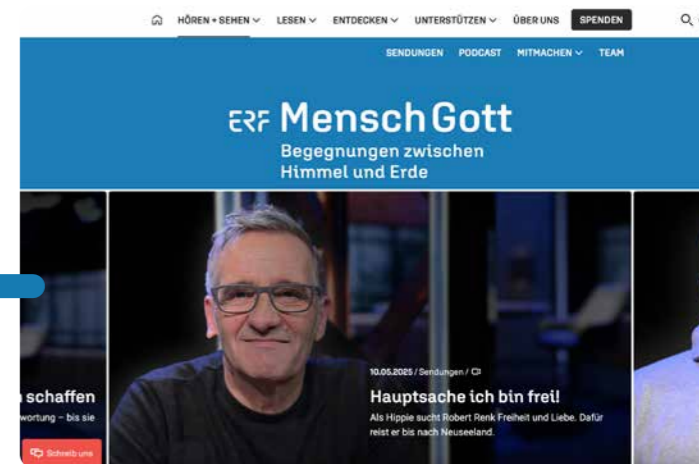 HÖREN + SEHEN LESEN ENTDECKEN UNTERSTÜTZEN ÜBER UNS SPENDEN
SENDUNGEN PODCAST MITMACHEN TEAM
ERF MenschGott
Begegnungen zwischen
Himmel und Erde
10.05.2025 / Sendungen /
schaffen
Hauptsache ich bin frei!
wortung – bis sie
Als Hippie sucht Robert Renk Freiheit und Liebe. Dafür
reist er bis nach Neuseeland.
Schreib uns